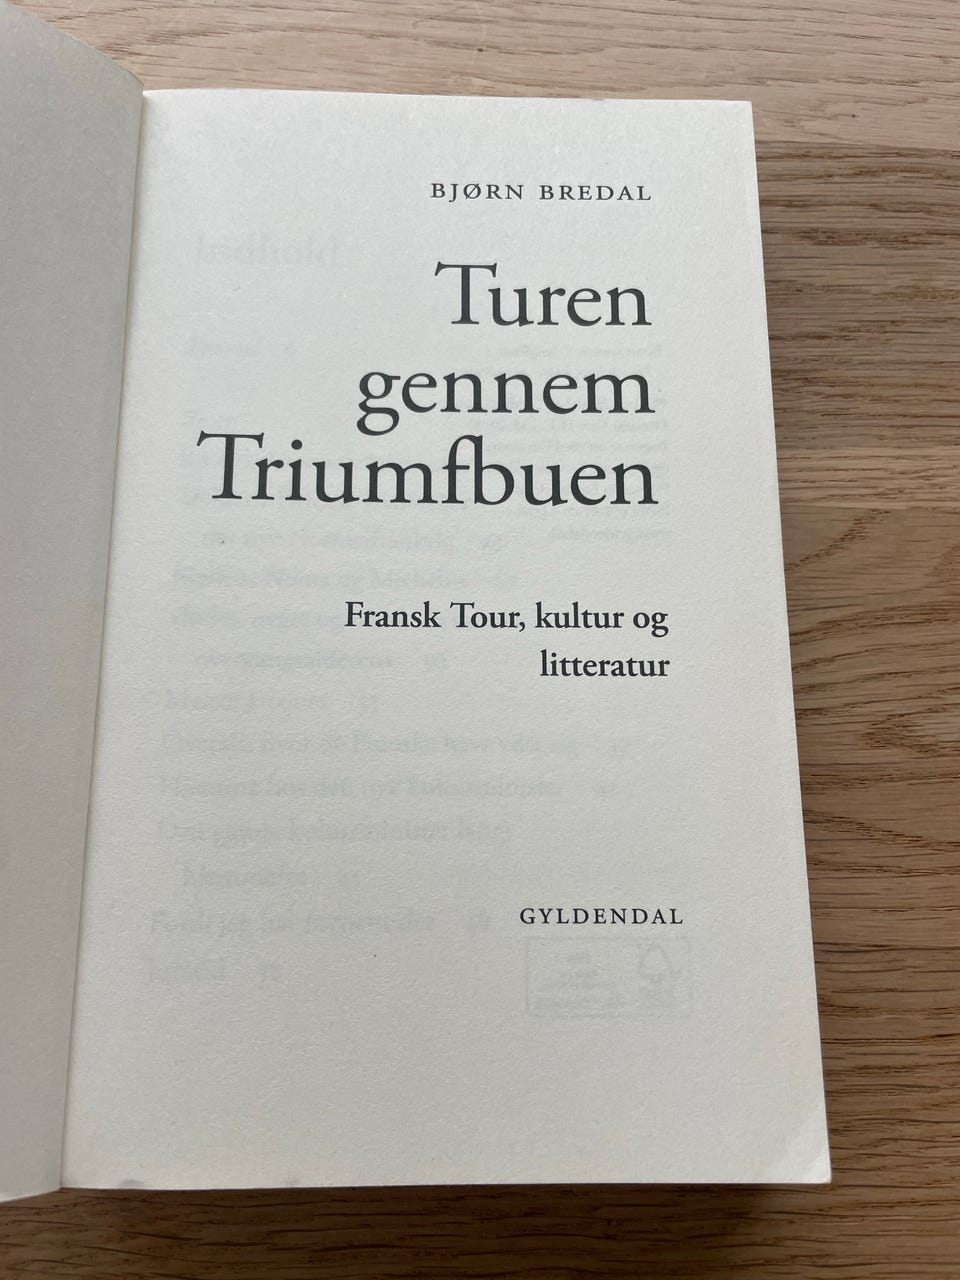 BJØRN BREDAL
Turen
gennem
Triumfbuen
Fransk Tour, kultur og
litteratur
GYLDENDAL